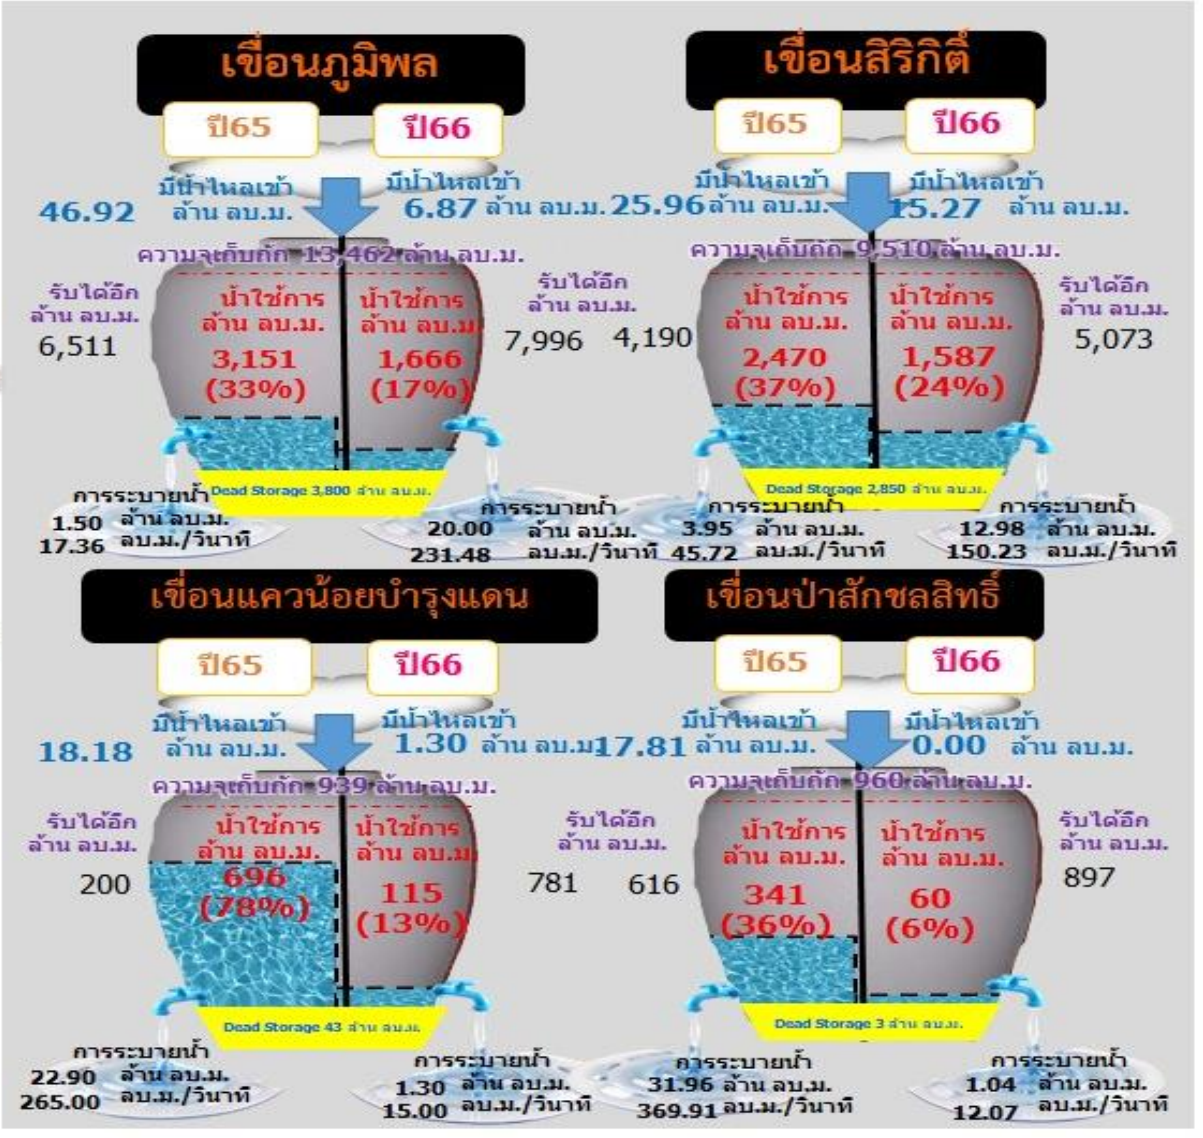 เขื่อนภูมิพล
ปี65 ปี66
มีน้ำไหลเข้า มีน้ำไหลเข้า
46.92 ล้าน ลบ.ม. 6.87 ล้าน ลบ.ม.
ความจุเก็บกัก 13,462 ล้าน ลบ.ม.
รับได้อีก น้ำใช้การ น้ำใช้การ รับได้อีก
ล้าน ลบ.ม. ล้าน ลบ.ม. ล้าน ลบ.ม ล้าน ลบ.ม.
6,511 3,151 1,666 7,996
(33%) (17%)
Dead Storage 3,800 ล้าน ลบ.ม.
การระบายน้ำ การระบายน้ำ
1.50 ล้าน ลบ.ม. 20.00 ล้าน ลบ.ม.
17.36 ลบ.ม./วินาที 231.48 ลบ.ม./วินาที
เขื่อนสิริกิติ์
ปี65 ปี66
มีน้ำไหลเข้า มีน้ำไหลเข้า
25.96 ล้าน ลบ.ม. 15.27 ล้าน ลบ.ม.
ความจุเก็บกัก 9,510 ล้าน ลบ.ม.
น้ำใช้การ น้ำใช้การ รับได้อีก
ล้าน ลบ.ม. ล้าน ลบ.ม. ล้าน ลบ.ม.
4,190 2,470 1,587 5,073
(37%) (24%)
Dead Storage 2,850 ล้าน ลบ.ม.
การระบายน้ำ การระบายน้ำ
3.95 ล้าน ลบ.ม. 12.98 ล้าน ลบ.ม.
45.72 ลบ.ม./วินาที 150.23 ลบ.ม./วินาที
เขื่อนแควน้อยบำรุงแดน
ปี65 ปี66
มีน้ำไหลเข้า มีน้ำไหลเข้า
18.18 ล้าน ลบ.ม. 1.30 ล้าน ลบ.ม
ความจุเก็บกัก 939 ล้าน ลบ.ม.
รับได้อีก น้ำใช้การ น้ำใช้การ รับได้อีก
ล้าน ลบ.ม. ล้าน ลบ.ม. ล้าน ลบ.ม ล้าน ลบ.ม.
200 696 115 781
(78%) (13%)
Dead Storage 43 ล้าน ลบ.ม.
การระบายน้ำ การระบายน้ำ
22.90 ล้าน ลบ.ม. 1.30 ล้าน ลบ.ม.
265.00 ลบ.ม./วินาที 15.00 ลบ.ม./วินาที
เขื่อนป่าสักชลสิทธิ์
ปี65 ปี66
มีน้ำไหลเข้า มีน้ำไหลเข้า
17.81 ล้าน ลบ.ม. 0.00 ล้าน ลบ.ม.
ความจุเก็บกัก 960 ล้าน ลบ.ม.
น้ำใช้การ น้ำใช้การ รับได้อีก
ล้าน ลบ.ม. ล้าน ลบ.ม. ล้าน ลบ.ม.
616 341 60 897
(36%) (6%)
Dead Storage 3 ล้าน ลบ.ม.
การระบายน้ำ การระบายน้ำ
31.96 ล้าน ลบ.ม. 1.04 ล้าน ลบ.ม.
369.91 ลบ.ม./วินาที 12.07 ลบ.ม./วินาที